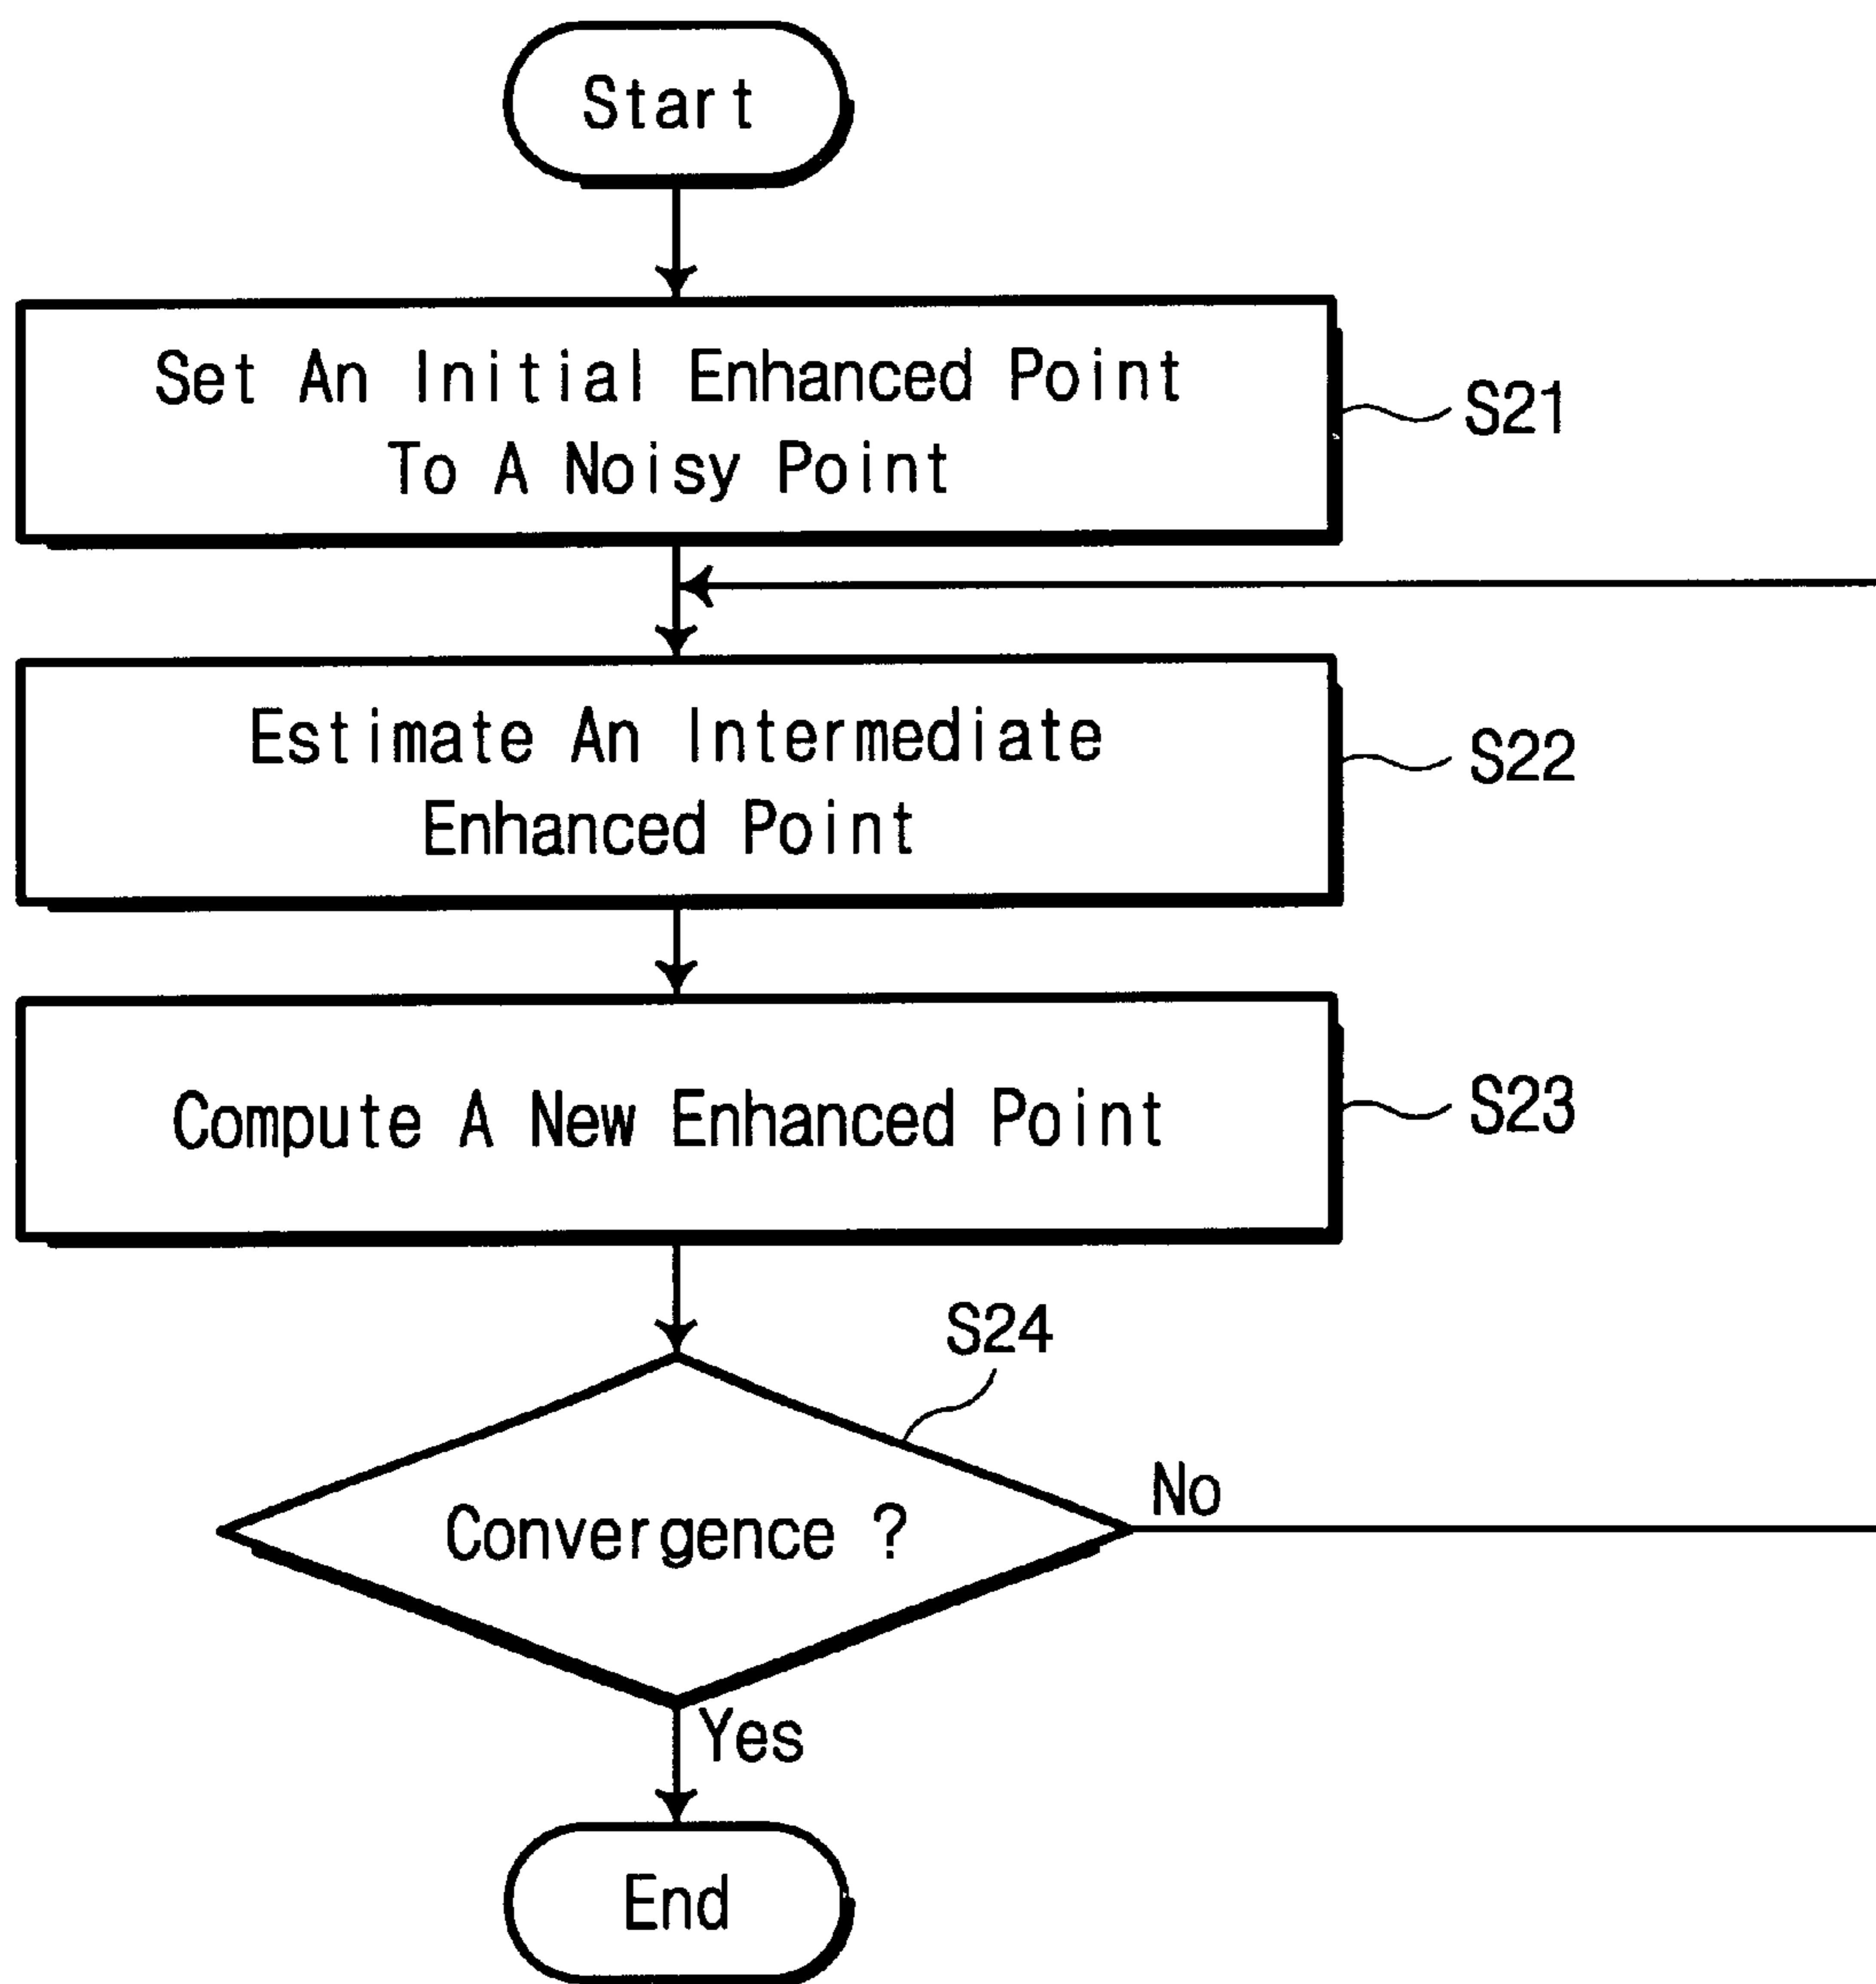 Start
Set An Initial Enhanced Point
To A Noisy Point
S21
Estimate An Intermediate
Enhanced Point
S22
Compute A New Enhanced Point
S23
S24
Convergence ?
No
Yes
End